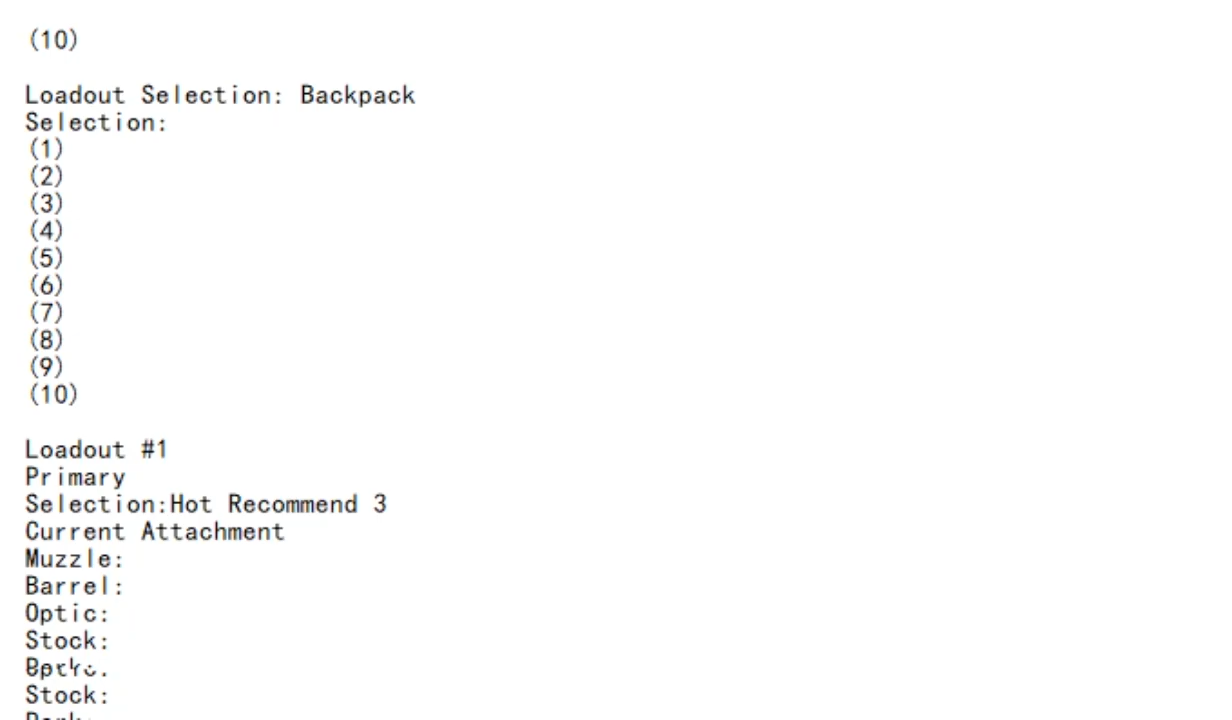 (10)
Loadout Selection: Backpack
Selection:
(1)
(2)
(3)
(4)
(5)
(6)
(7)
(8)
(9)
(10)
Loadout #1
Primary
Selection:Hot Recommend 3
Current Attachment
Muzzle:
Barrel:
Optic:
Stock:
Stock: